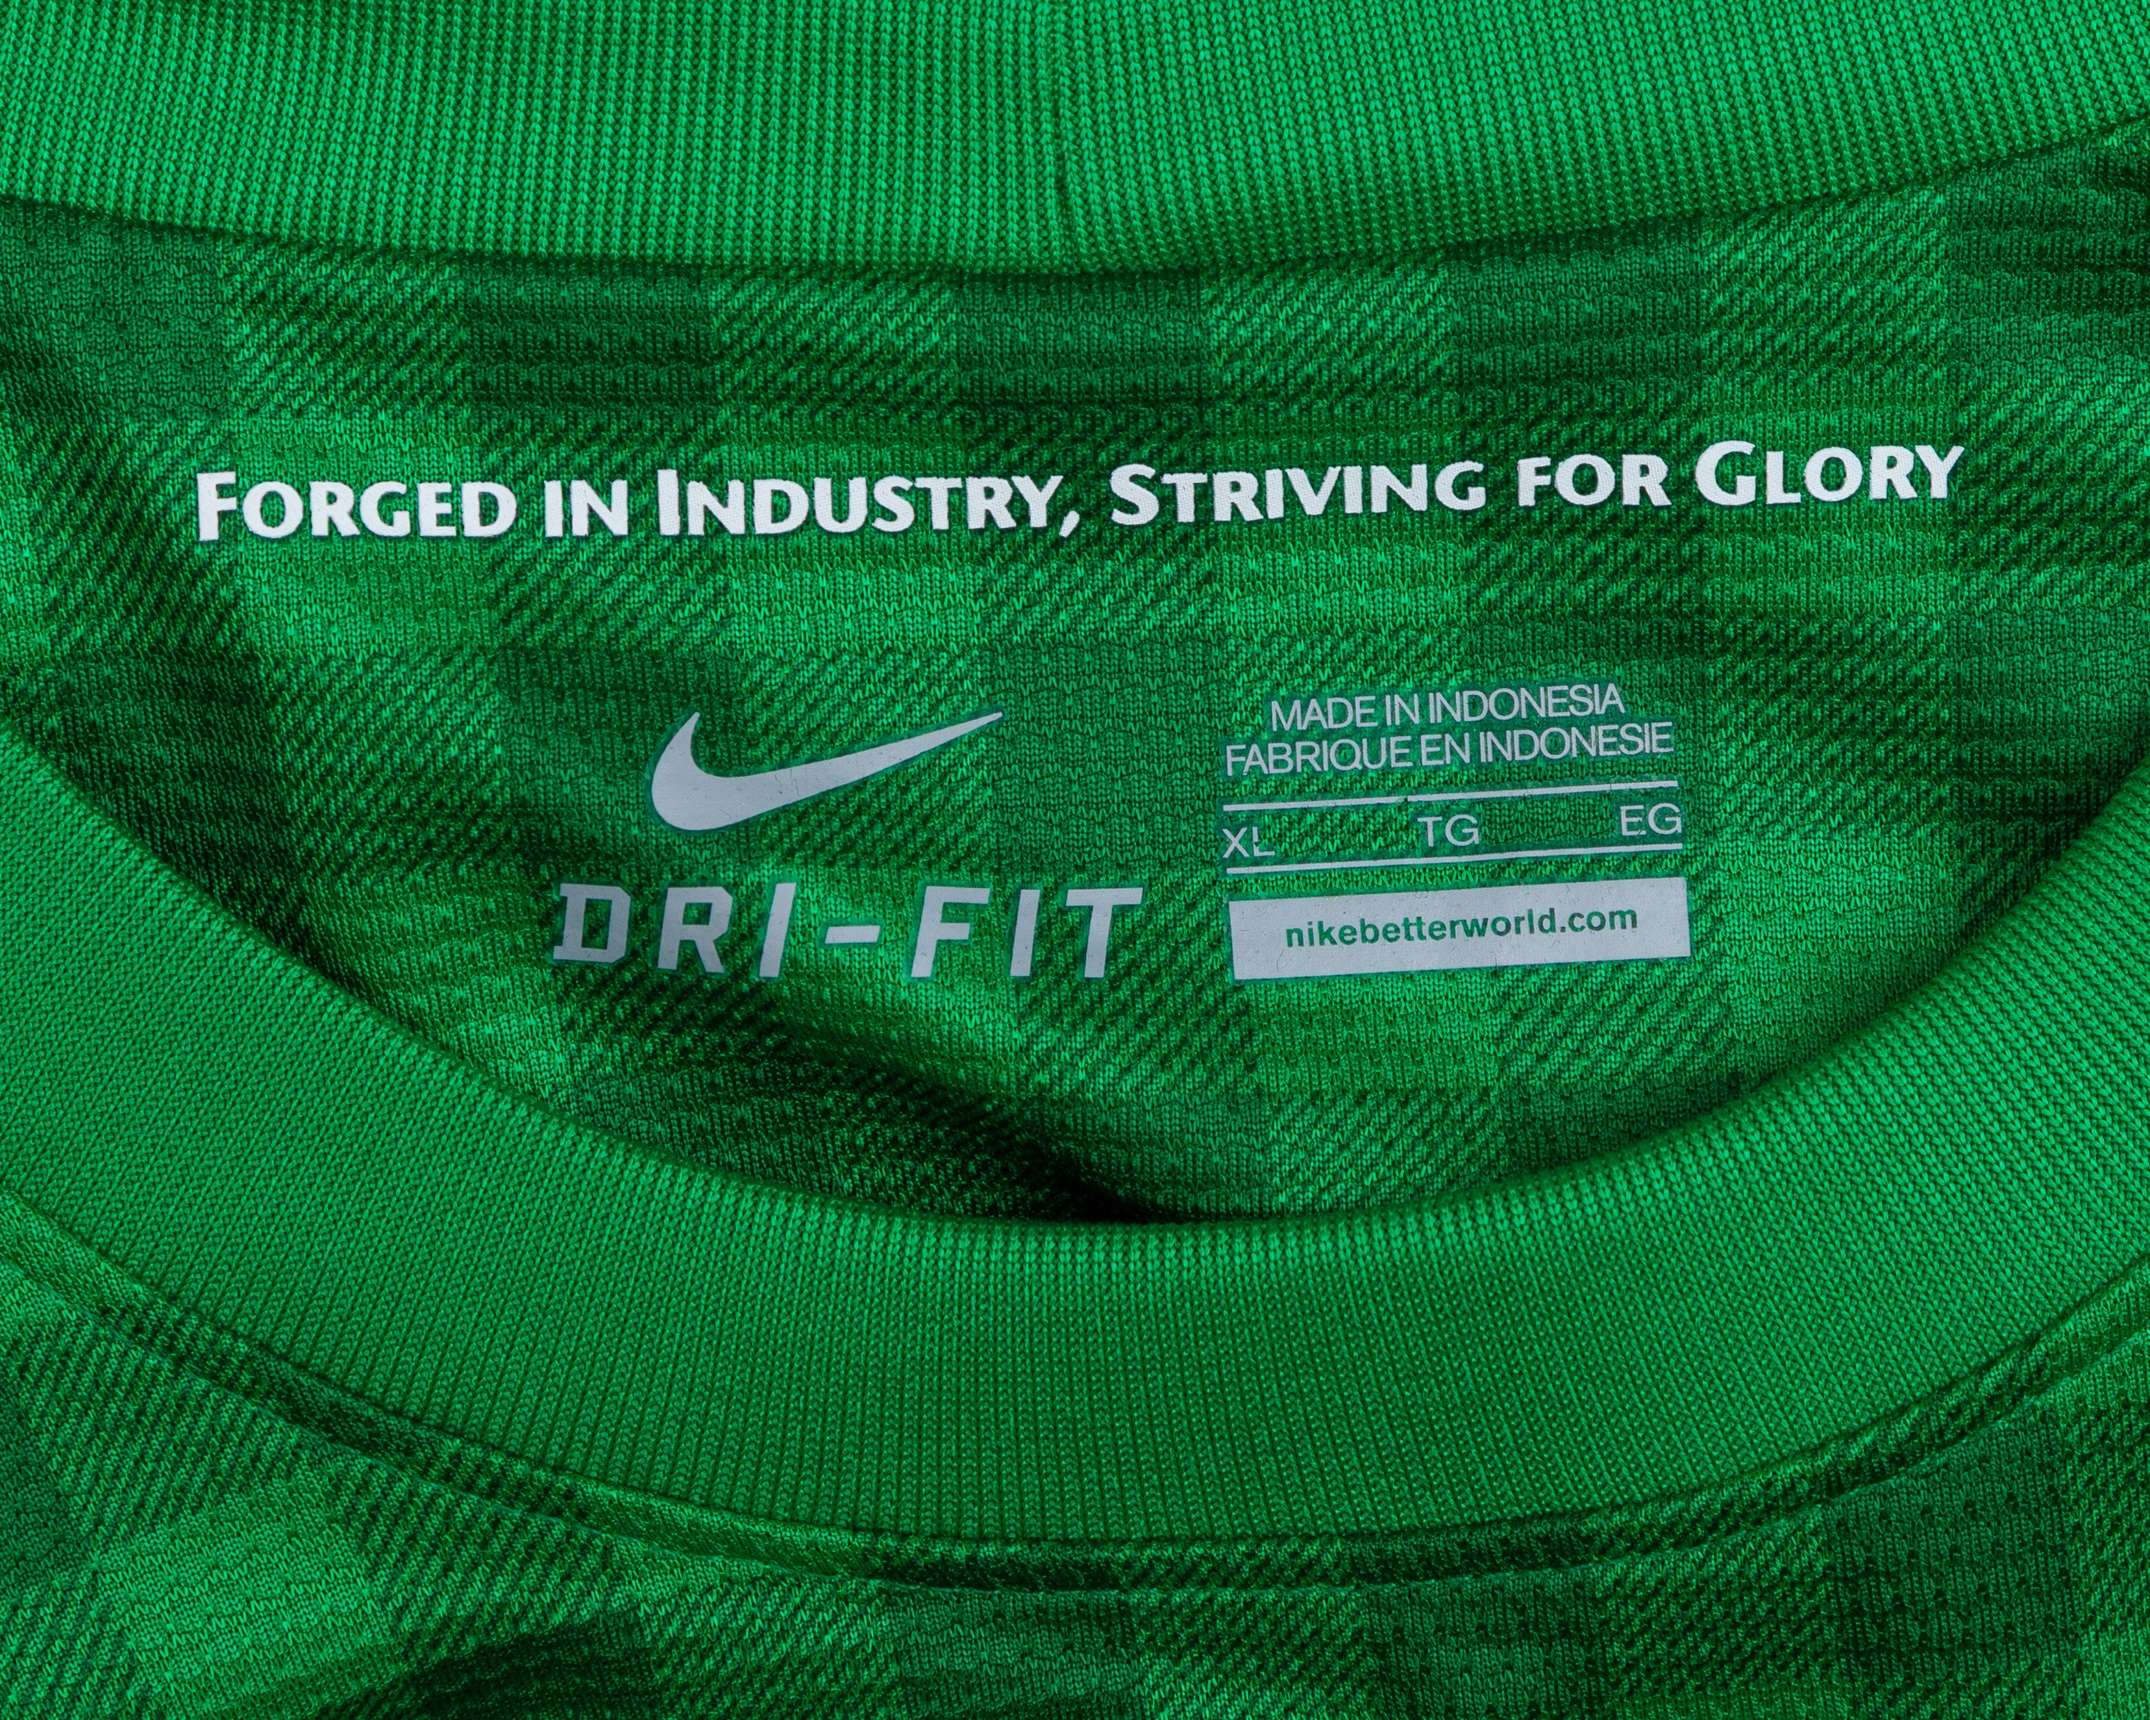 FORGED IN INDUSTRY, STRIVING FOR GLORY
DRI-FIT
MADE IN INDONESIA
FABRIQUE EN INDONESIE
XL TG EG
nikebetterworld.com